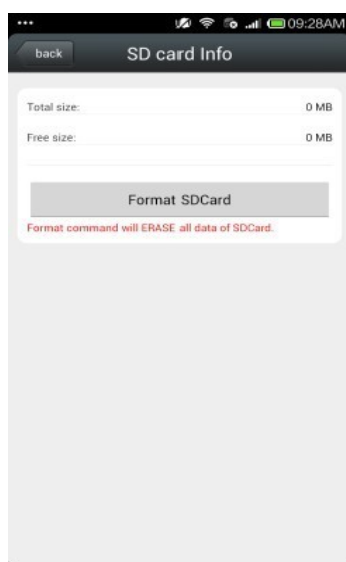 ... 09:28AM
back SD card Info
Total size: 0 MB
Free size: 0 MB
Format SDCard
Format command will ERASE all data of SDCard.